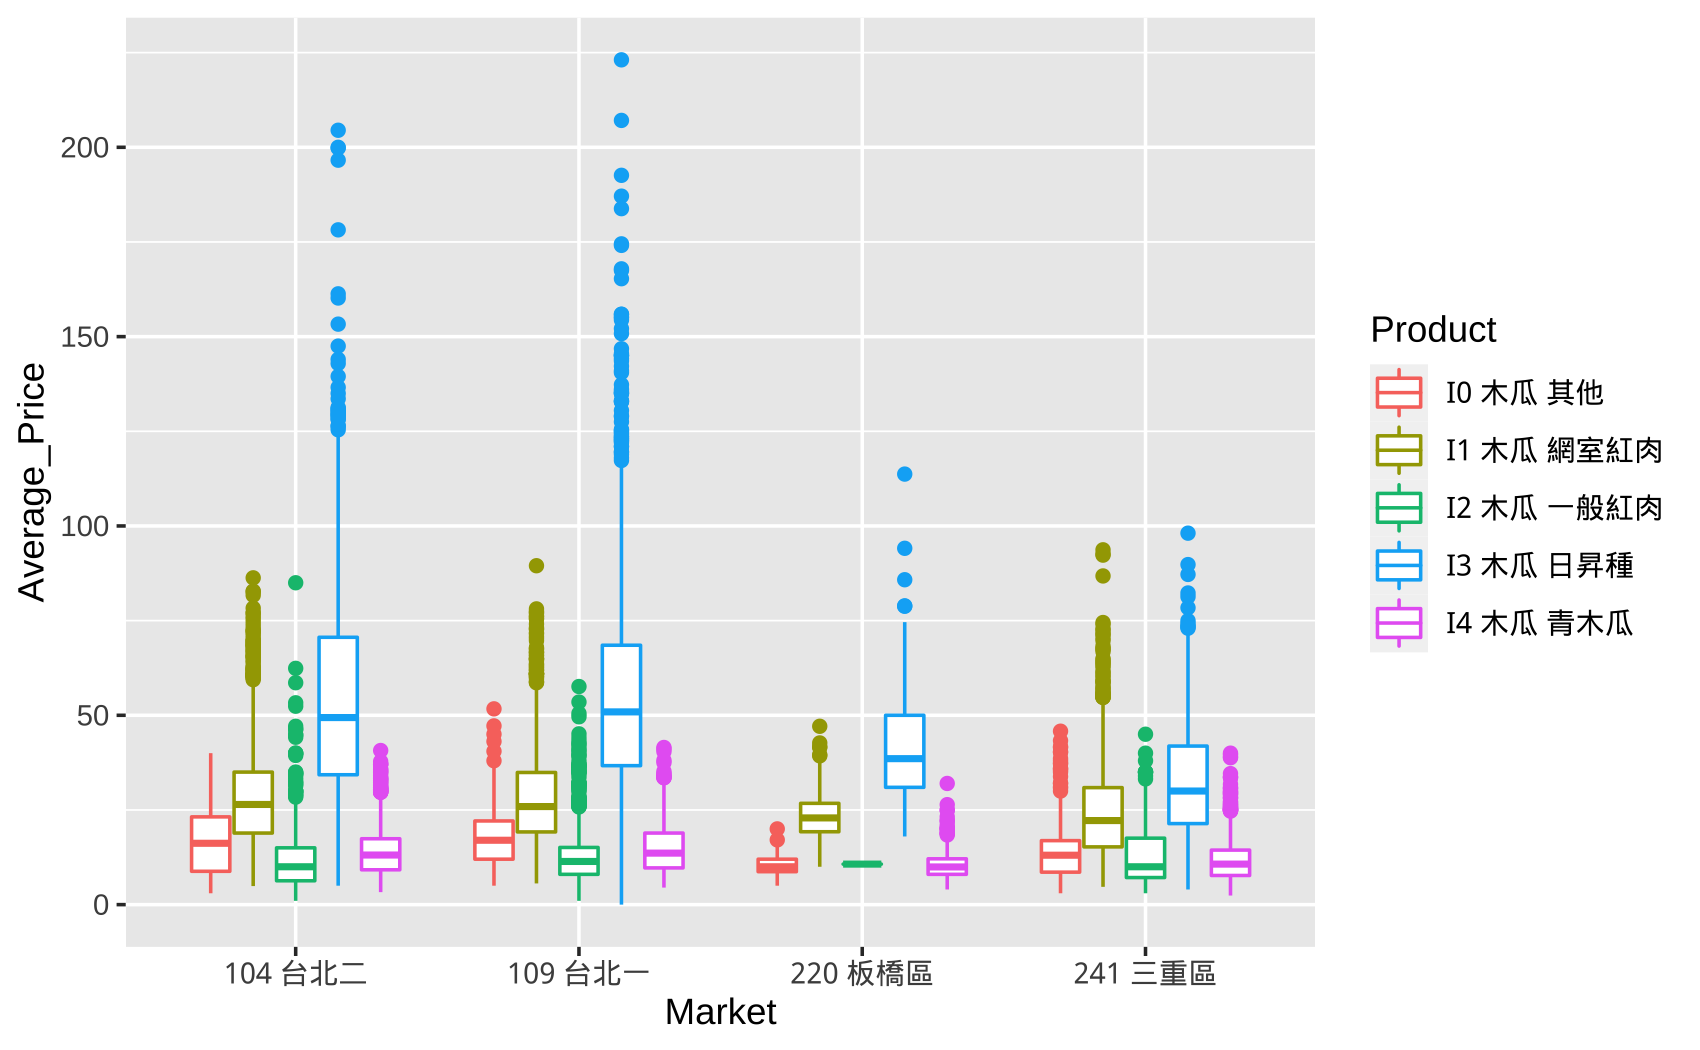 200
150
100
50
0
Average_Price
104 台北二
109 台北一
220 板橋區
241 三重區
Market
Product
I0 木瓜 其他
I1 木瓜 網室紅肉
I2 木瓜 一般紅肉
I3 木瓜 日昇種
I4 木瓜 青木瓜